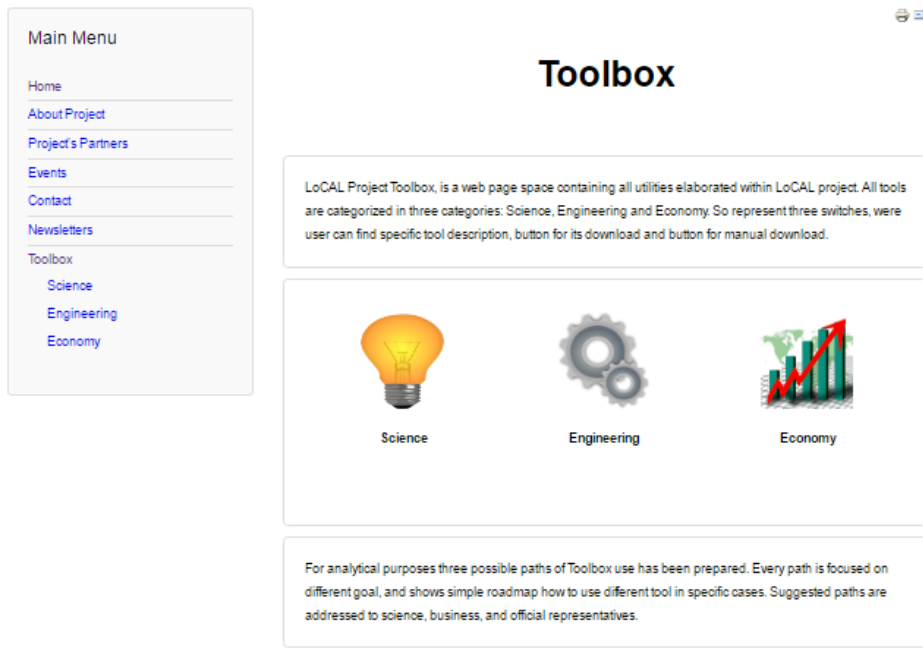 Main Menu
Home
About Project
Project's Partners
Events
Contact
Newsletters
Toolbox
Science
Engineering
Economy
Toolbox
LoCAL Project Toolbox, is a web page space containing all utilities elaborated within LoCAL project. All tools
are categorized in three categories: Science, Engineering and Economy. So represent three switches, were
user can find specific tool description, button for its download and button for manual download.
Science
Engineering
Economy
For analytical purposes three possible paths of Toolbox use has been prepared. Every path is focused on
different goal, and shows simple roadmap how to use different tool in specific cases. Suggested paths are
addressed to science, business, and official representatives.